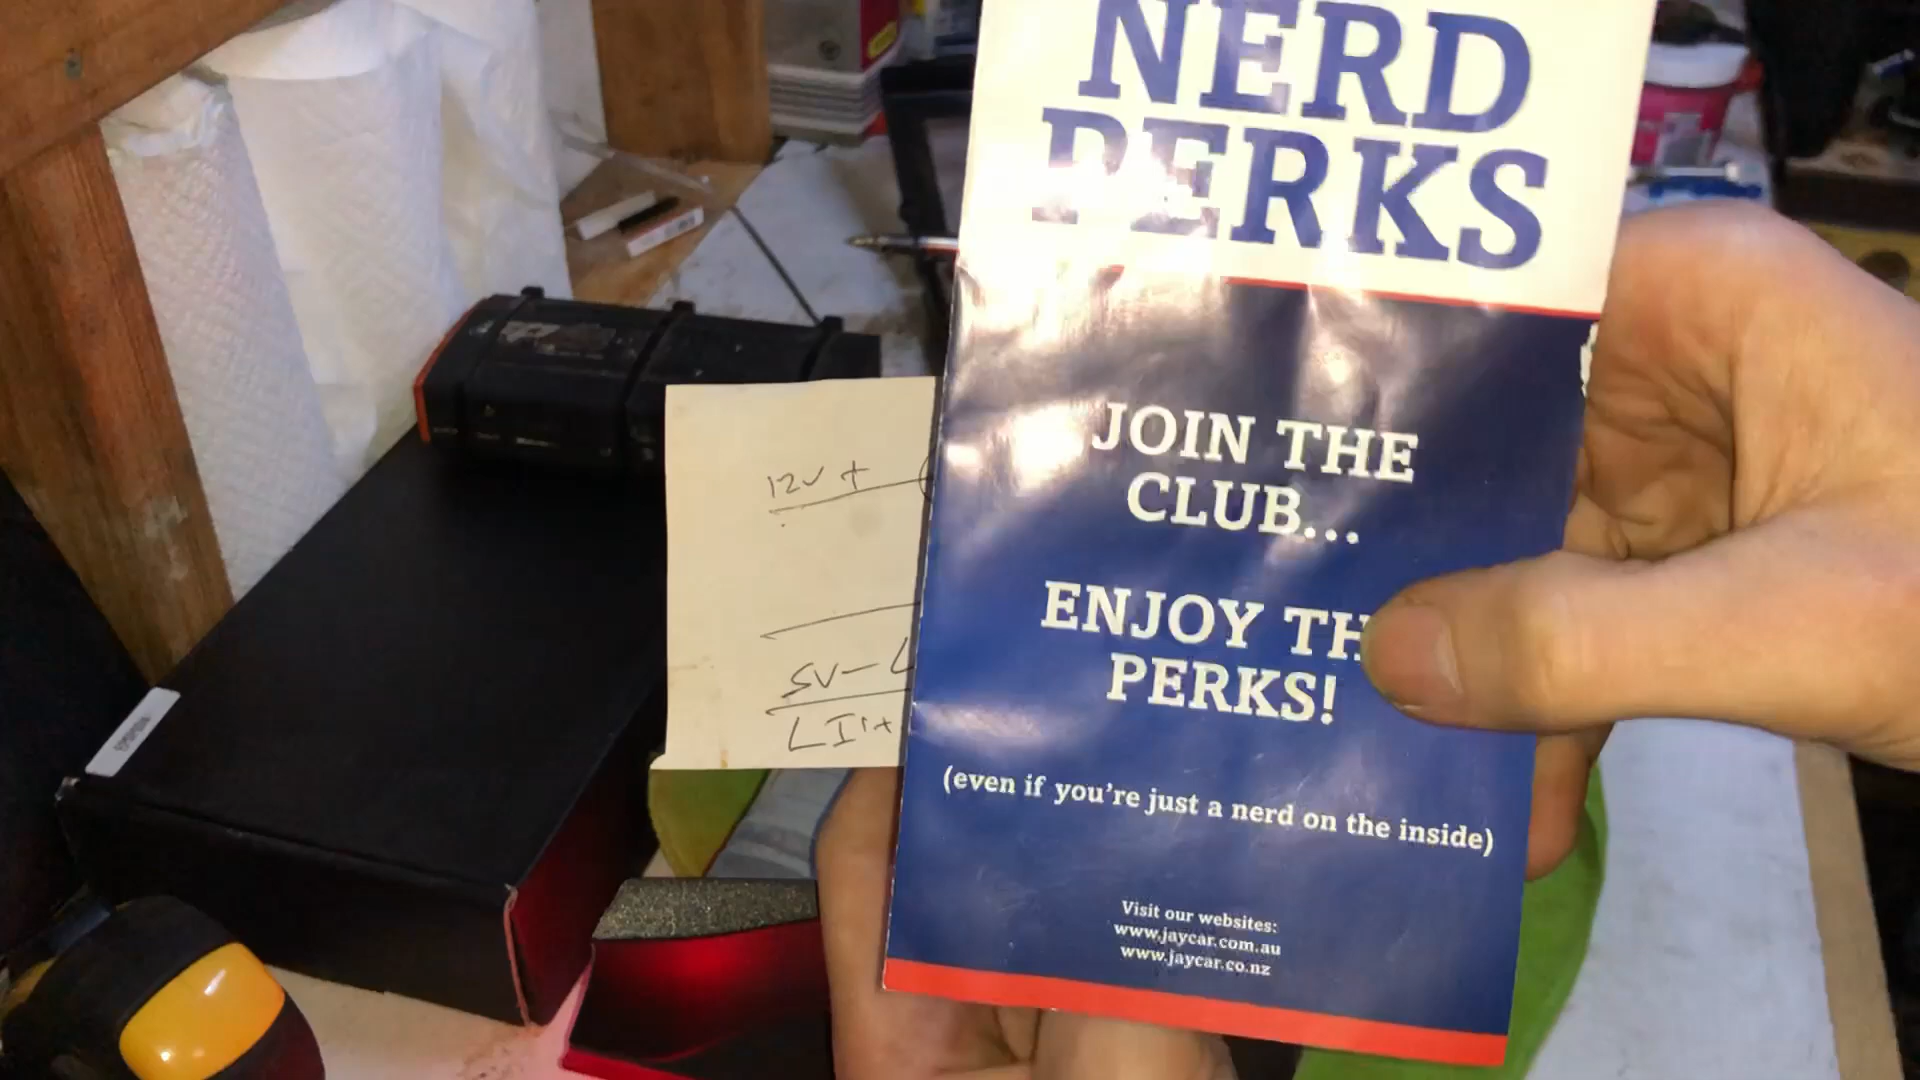 NERD
PERKS
JOIN THE
CLUB...
ENJOY TH
PERKS!
(even if you're just a nerd on the inside)
Visit our websites:
www.jaycar.com.au
www.jaycar.co.nz
12V +
5V-